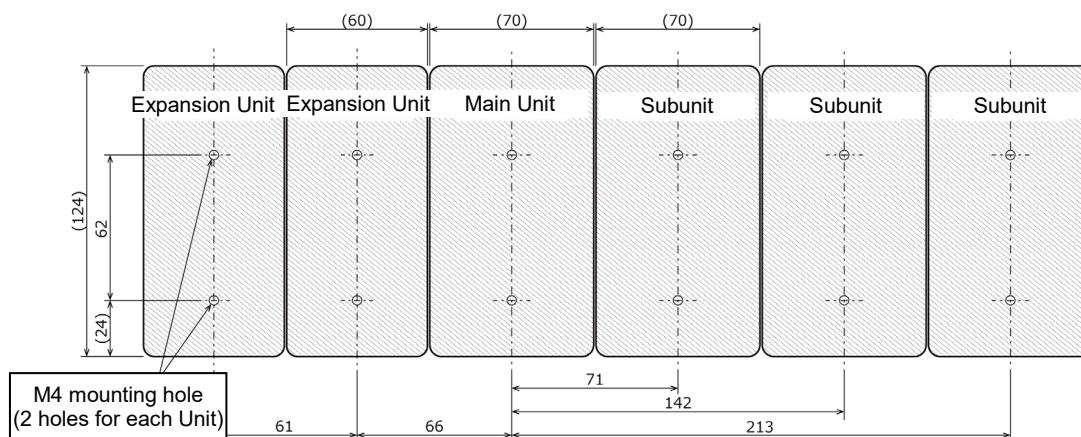 (60)
(70)
(70)
Expansion Unit
Expansion Unit
Main Unit
Subunit
Subunit
Subunit
(124)
62
(24)
M4 mounting hole
(2 holes for each Unit)
71
142
61
66
213